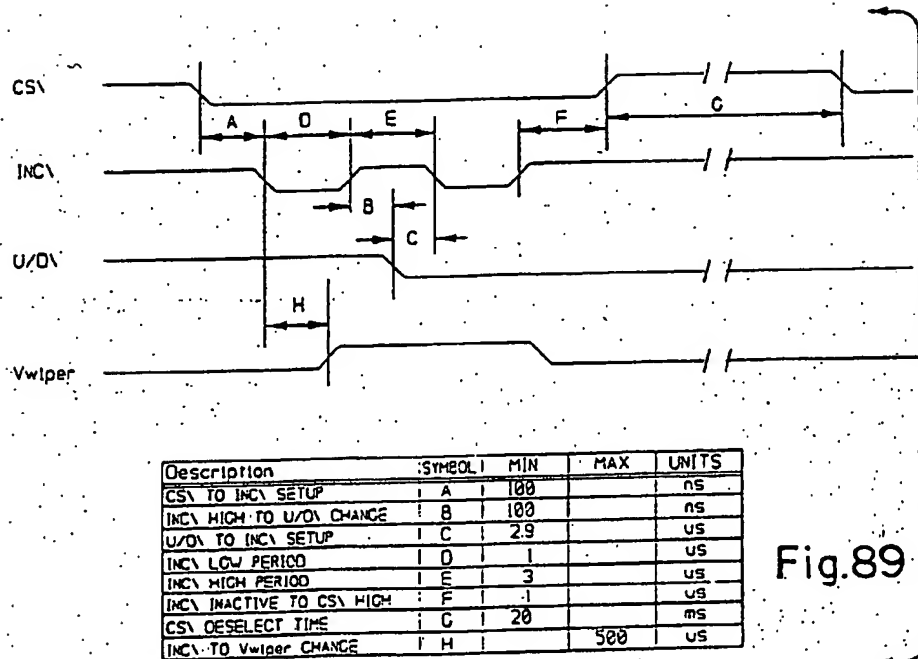 CS\
A
D
E
F
G
INC\
B
C
U/D\
H
Vwiper
Description SYMBOL MIN MAX UNITS
CS\ TO INC\ SETUP A 100 ns
INC\ HIGH TO U/D\ CHANGE B 100 ns
U/D\ TO INC\ SETUP C 2.9 us
INC\ LOW PERIOD D 1 us
INC\ HIGH PERIOD E 3 us
INC\ INACTIVE TO CS\ HIGH F 1 us
CS\ DESELECT TIME G 20 ms
INC\ TO Vwiper CHANGE H 500 us
Fig.89